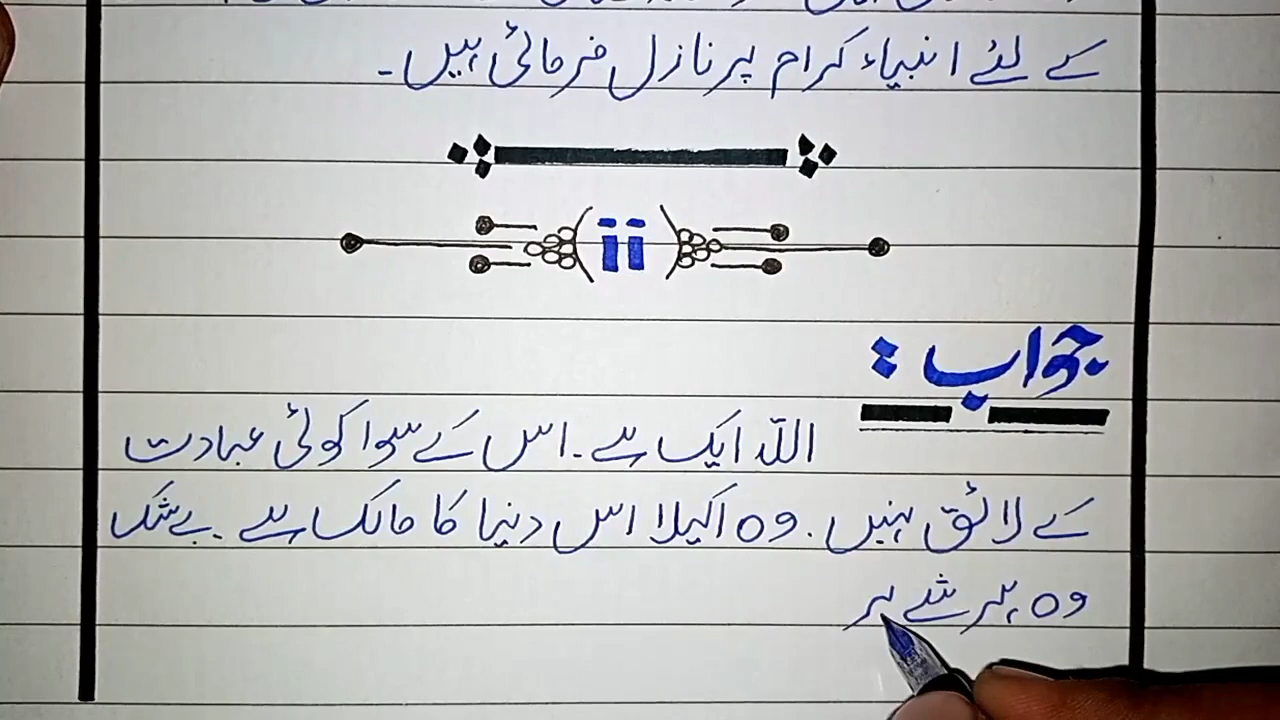 کے لئے انبیاء کرام پر نازل فرمائی ہیں۔
ii
جواب :
اللہ ایک ہے۔ اس کے سوا کوئی عبادت
کے لائق نہیں۔ وہ اکیلا اس دنیا کا مالک ہے۔ بے شک
وہ ہر شے پر